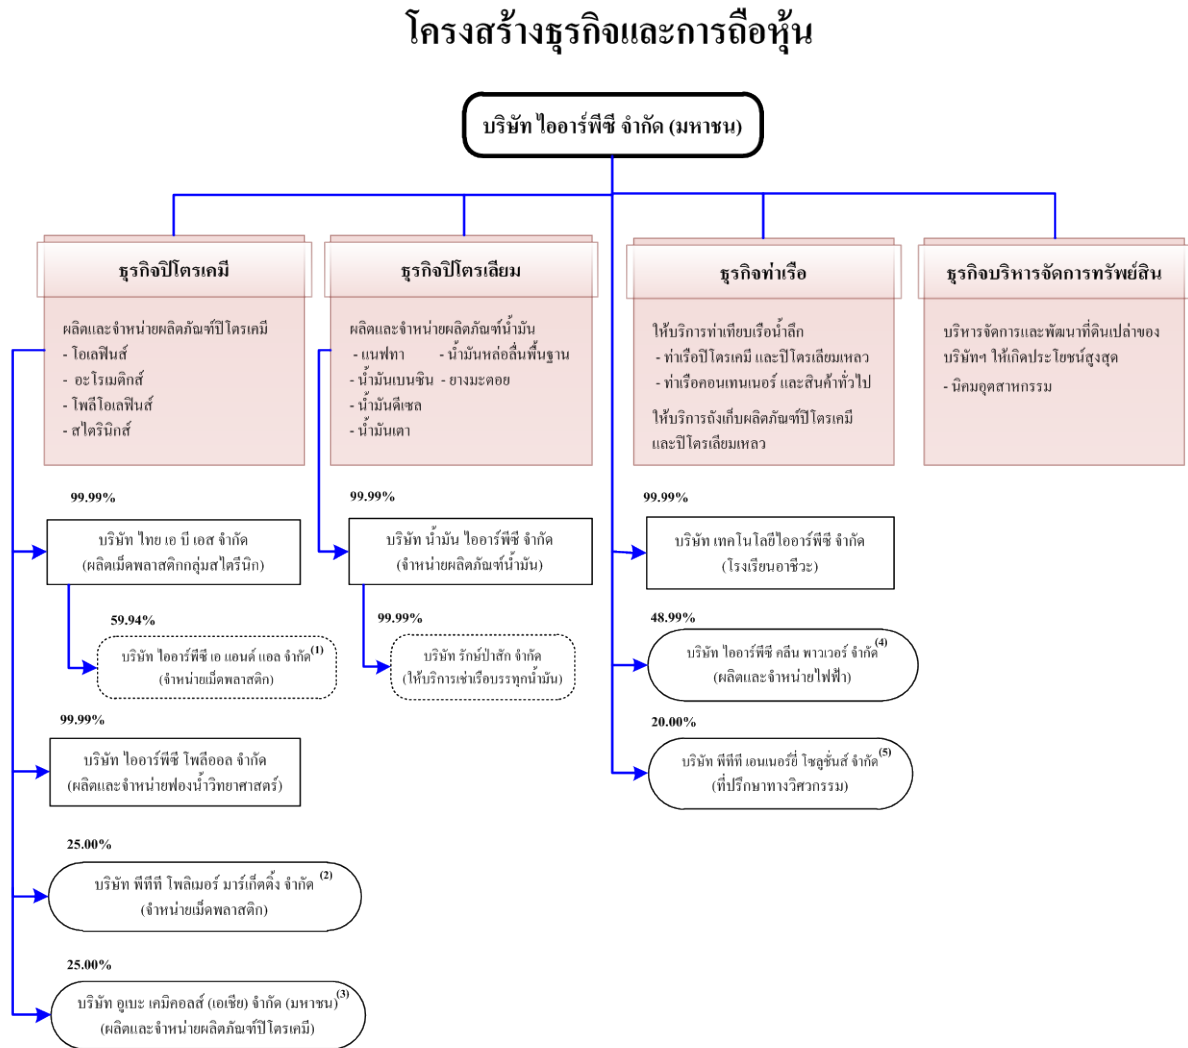 โครงสร้างธุรกิจและการถือหุ้น
บริษัท ไออาร์พีซี จำกัด (มหาชน)
ธุรกิจปิโตรเคมี
ผลิตและจำหน่ายผลิตภัณฑ์ปิโตรเคมี
- โอเลฟินส์
- อะโรเมติกส์
- โพลีโอเลฟินส์
- สไตรินิกส์
ธุรกิจปิโตรเลียม
ผลิตและจำหน่ายผลิตภัณฑ์น้ำมัน
- แนฟทา - น้ำมันหล่อลื่นพื้นฐาน
- น้ำมันเบนซิน - ยางมะตอย
- น้ำมันดีเซล
- น้ำมันเตา
ธุรกิจท่าเรือ
ให้บริการท่าเทียบเรือน้ำลึก
- ท่าเรือปิโตรเคมี และปิโตรเลียมเหลว
- ท่าเรือคอนเทนเนอร์ และสินค้าทั่วไป
ให้บริการถังเก็บผลิตภัณฑ์ปิโตรเคมี
และปิโตรเลียมเหลว
ธุรกิจบริหารจัดการทรัพย์สิน
บริหารจัดการและพัฒนาที่ดินเปล่าของ
บริษัทฯ ให้เกิดประโยชน์สูงสุด
- นิคมอุตสาหกรรม
99.99%
บริษัท ไทย เอ บี เอส จำกัด
(ผลิตเม็ดพลาสติกกลุ่มสไตรีนิก)
59.94%
บริษัท ไออาร์พีซี เอ แอนด์ แอล จำกัด(1)
(จำหน่ายเม็ดพลาสติก)
99.99%
บริษัท ไออาร์พีซี โพลีออล จำกัด
(ผลิตและจำหน่ายฟองน้ำวิทยาศาสตร์)
25.00%
บริษัท พีทีที โพลิเมอร์ มาร์เก็ตติ้ง จำกัด (2)
(จำหน่ายเม็ดพลาสติก)
25.00%
บริษัท อูเบะ เคมิคอลส์ (เอเชีย) จำกัด (มหาชน)(3)
(ผลิตและจำหน่ายผลิตภัณฑ์ปิโตรเคมี)
99.99%
บริษัท น้ำมัน ไออาร์พีซี จำกัด
(จำหน่ายผลิตภัณฑ์น้ำมัน)
99.99%
บริษัท รักษ์ป่าสัก จำกัด
(ให้บริการเช่าเรือบรรทุกน้ำมัน)
99.99%
บริษัท เทคโนโลยีไออาร์พีซี จำกัด
(โรงเรียนอาชีวะ)
48.99%
บริษัท ไออาร์พีซี คลีน พาวเวอร์ จำกัด(4)
(ผลิตและจำหน่ายไฟฟ้า)
20.00%
บริษัท พีทีที เอนเนอร์ยี่ โซลูชั่นส์ จำกัด(5)
(ที่ปรึกษาทางวิศวกรรม)